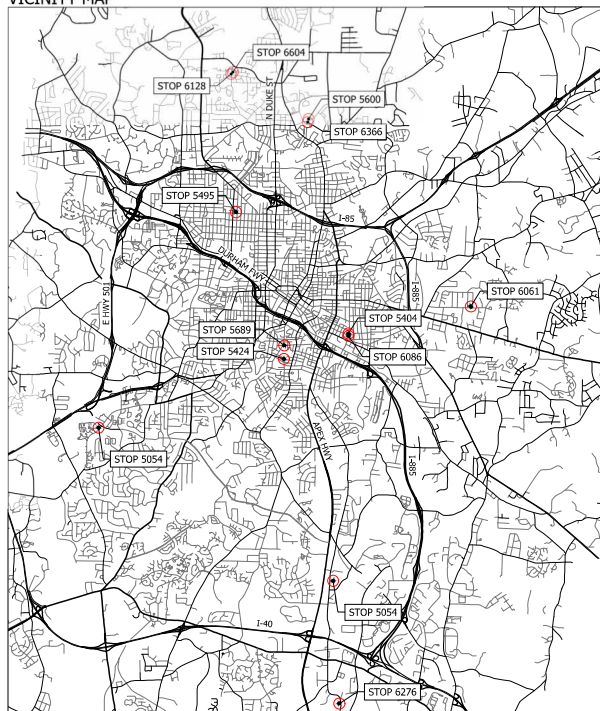 VICINITY MAP
STOP 6604
STOP 6128
N DUKE ST
STOP 5600
STOP 6366
STOP 5495
I-85
DURHAM FWY
I-885
STOP 6061
E HWY 501
STOP 5404
STOP 5689
STOP 5424
STOP 6086
APEX HWY
STOP 5054
I-885
STOP 5054
I-40
STOP 6276